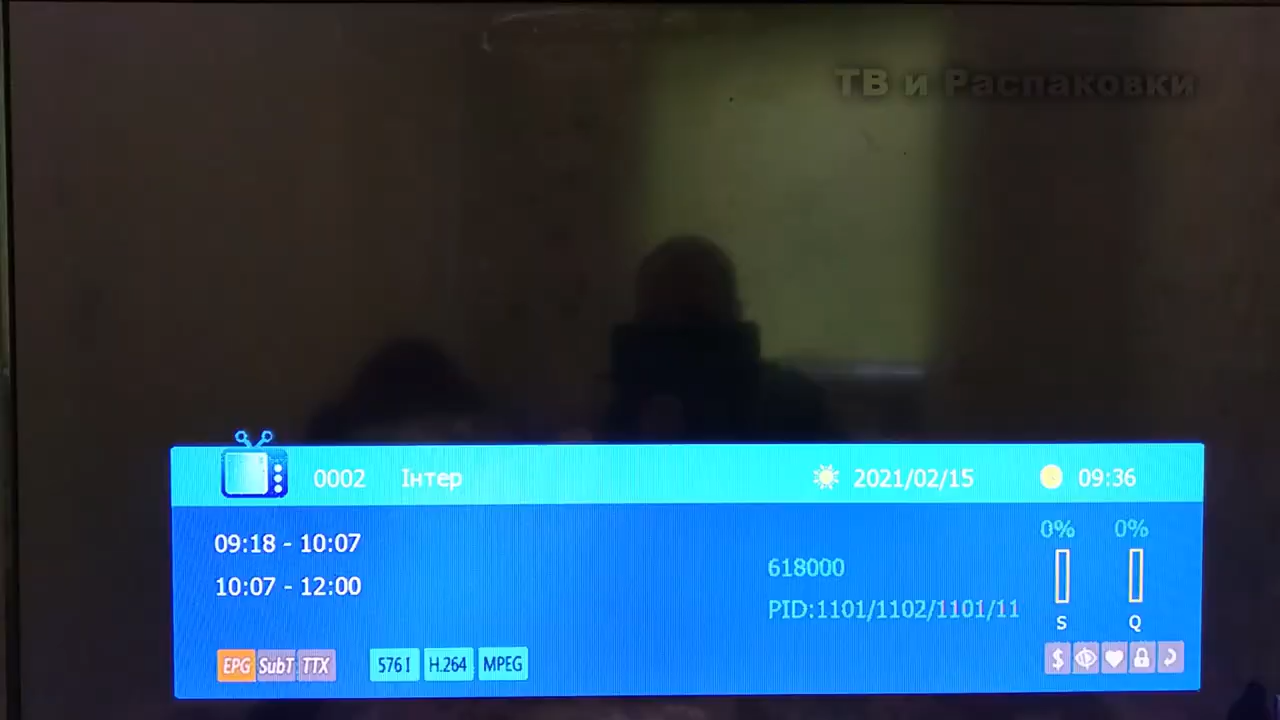 ТВ и Распаковки
0002 Інтер 2021/02/15 09:36
09:18 - 10:07
10:07 - 12:00
0% 0%
618000
PID:1101/1102/1101/11
S Q
EPG SubT TTX 576I H.264 MPEG $